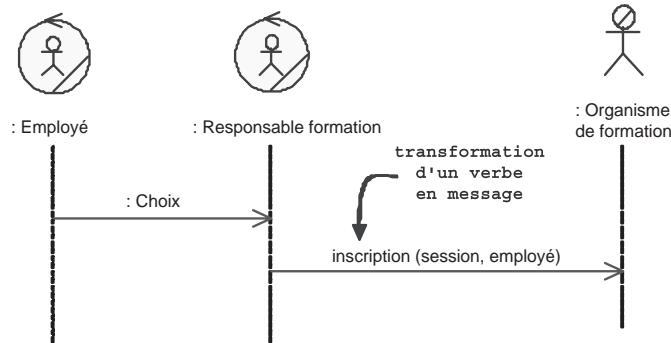 : Employé
: Responsable formation
: Organisme
de formation
transformation
d'un verbe
en message
: Choix
inscription (session, employé)